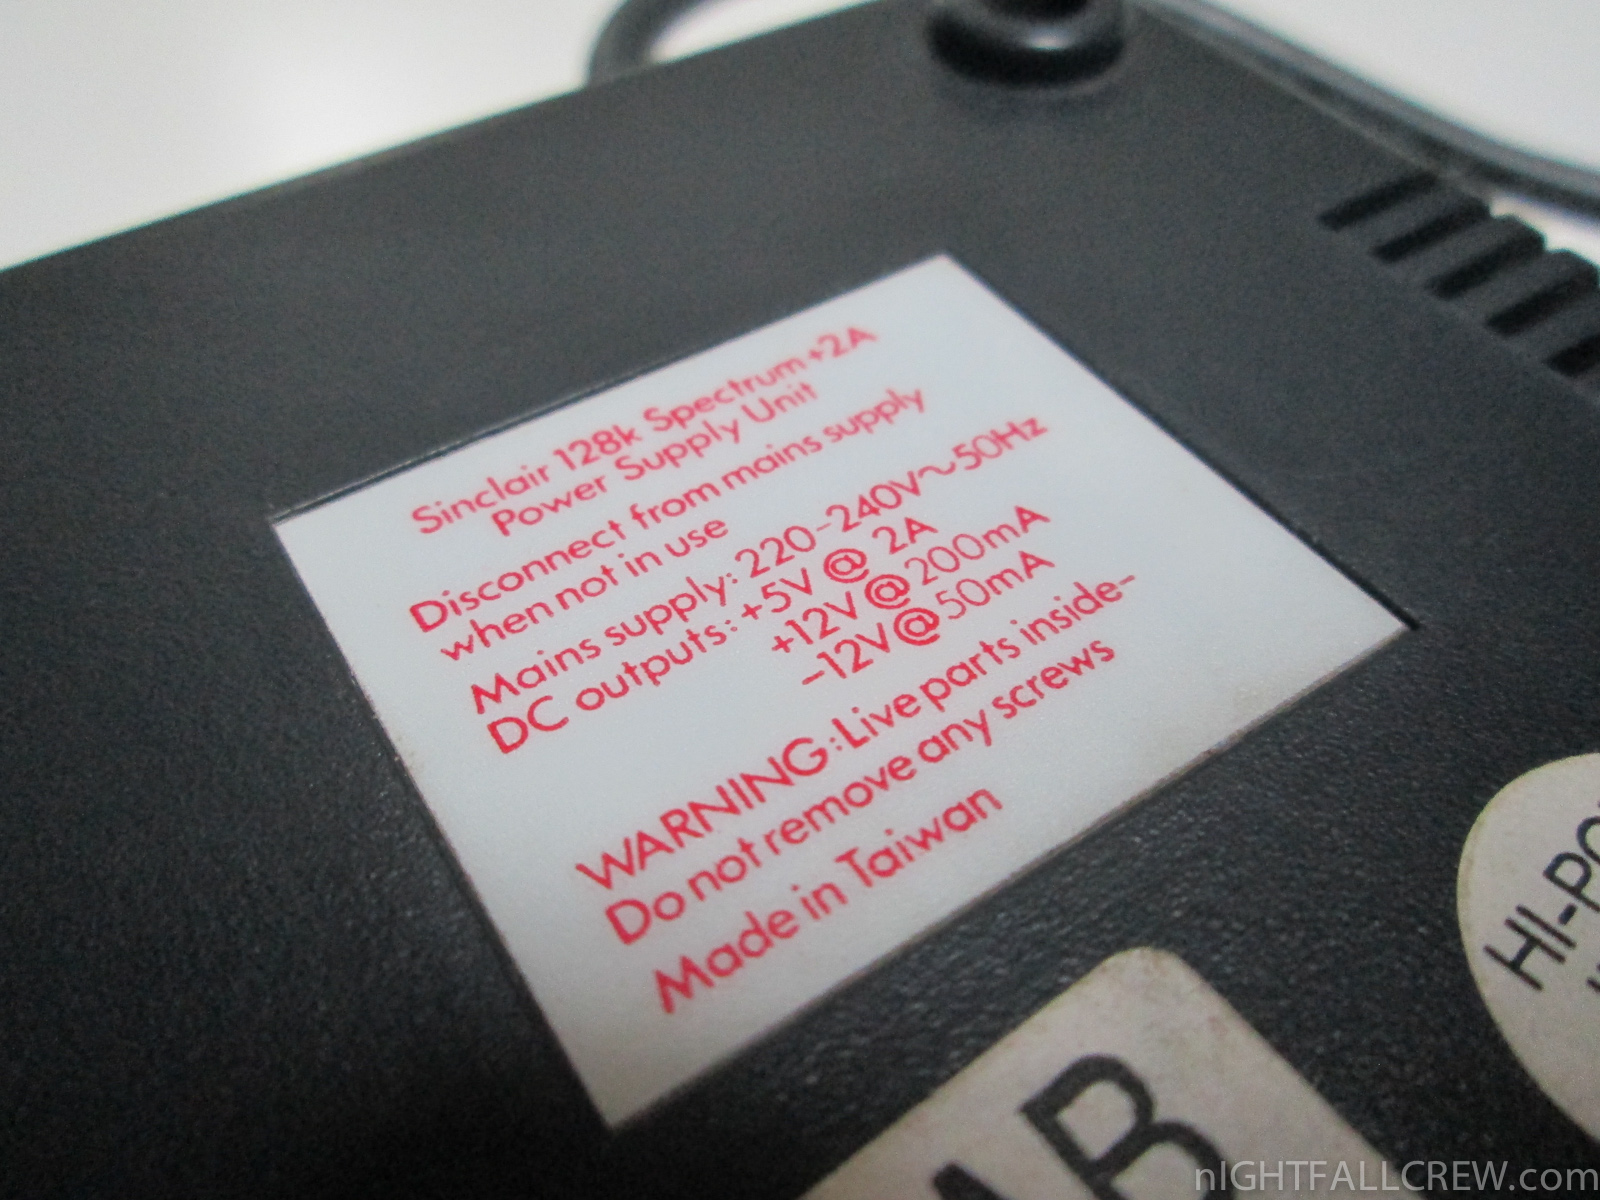 Sinclair 128k Spectrum +2A
Power Supply Unit
Disconnect from mains supply
when not in use
Mains supply: 220-240V~50Hz
DC outputs: +5V @ 2A
+12V @ 200mA
-12V @ 50mA
WARNING: Live parts inside-
Do not remove any screws
Made in Taiwan
nIGHTFALLCREW.com